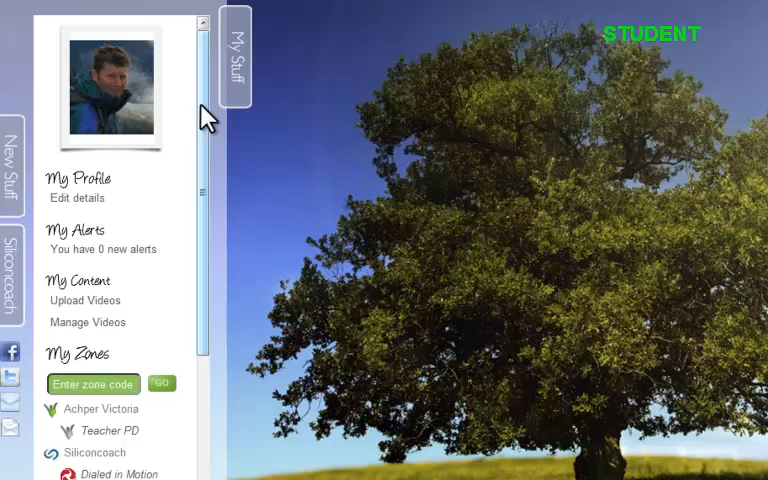 STUDENT
My Stuff
New Stuff
Siliconcoach
My Profile
Edit details
My Alerts
You have 0 new alerts
My Content
Upload Videos
Manage Videos
My Zones
Enter zone code
GO
Achper Victoria
Teacher PD
Siliconcoach
Dialed in Motion